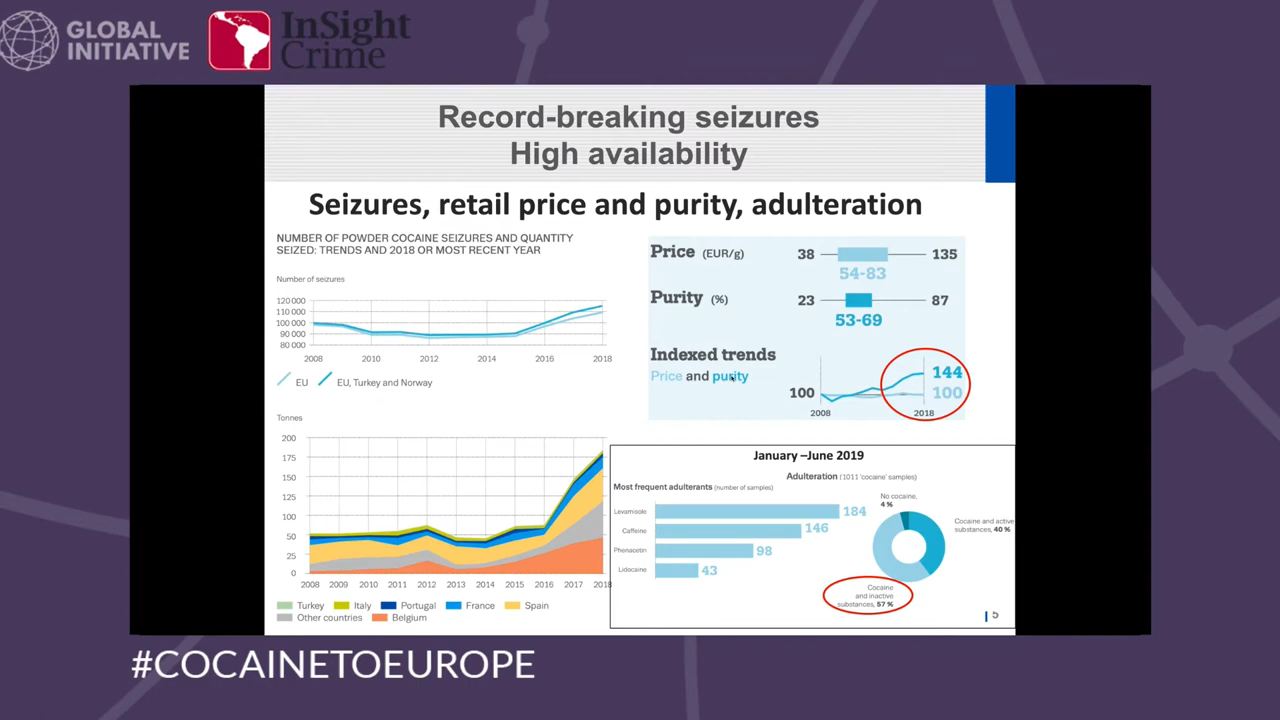 GLOBAL
INITIATIVE
InSight
Crime
Record-breaking seizures
High availability
Seizures, retail price and purity, adulteration
NUMBER OF POWDER COCAINE SEIZURES AND QUANTITY
SEIZED: TRENDS AND 2018 OR MOST RECENT YEAR
Number of seizures
120 000
110 000
100 000
90 000
80 000
2008 2010 2012 2014 2016 2018
EU EU, Turkey and Norway
Tonnes
200
175
150
125
100
50
25
0
2008 2009 2010 2011 2012 2013 2014 2015 2016 2017 2018
Turkey Italy Portugal France Spain
Other countries Belgium
Price (EUR/g) 38 135
54-83
Purity (%) 23 87
53-69
Indexed trends
Price and purity
144
100 100
2008 2018
January –June 2019
Adulteration (1011 'cocaine' samples)
Most frequent adulterants (number of samples)
Levamisole 184
Caffeine 146
Phenacetin 98
Lidocaine 43
No cocaine,
4 %
Cocaine and active
substances, 40 %
Cocaine
and inactive
substances, 57 %
5
#COCAINETOEUROPE